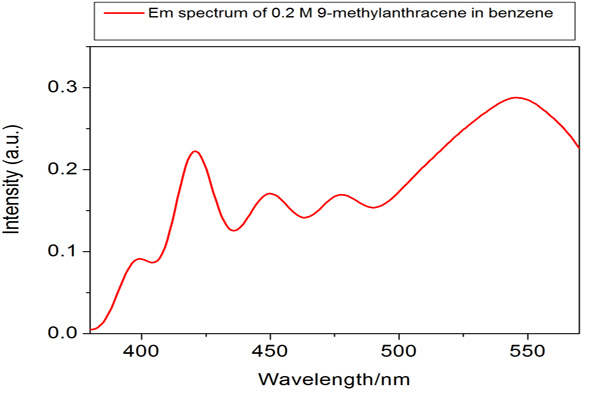 Em spectrum of 0.2 M 9-methylanthracene in benzene
Intensity (a.u.)
0.3
0.2
0.1
0.0
400 450 500 550
Wavelength/nm